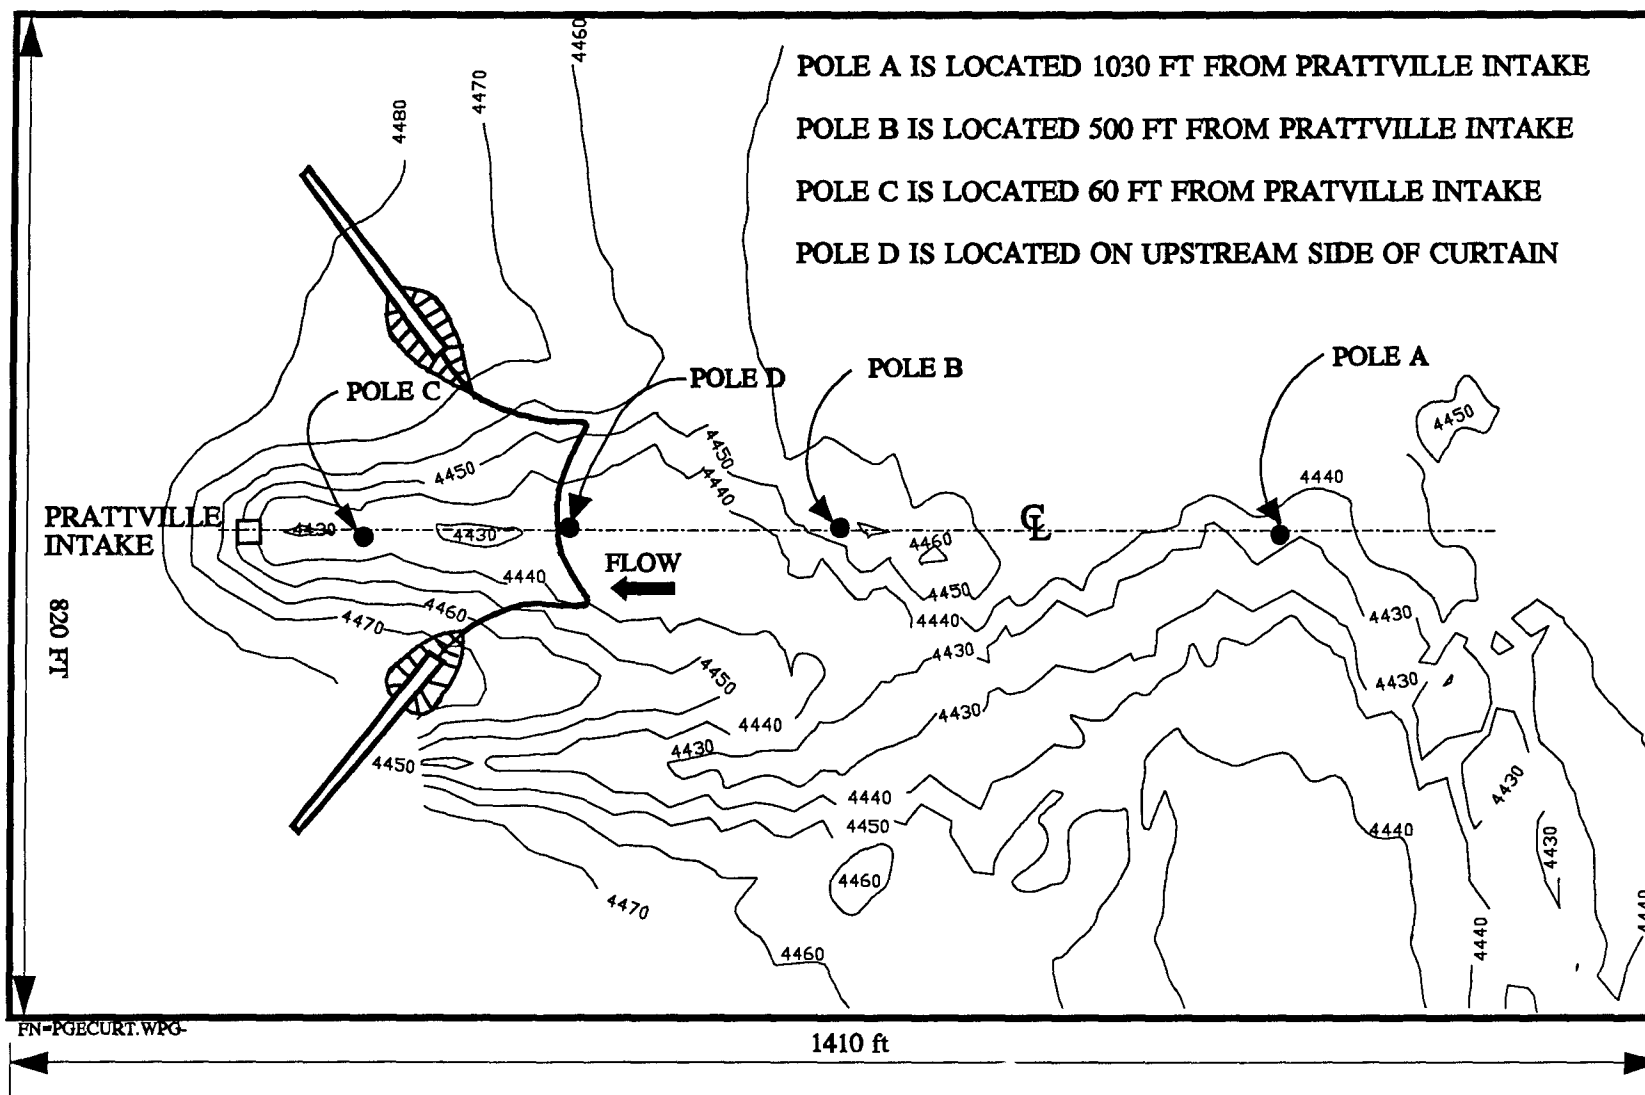 4460
4470
4480
POLE A IS LOCATED 1030 FT FROM PRATTVILLE INTAKE
POLE B IS LOCATED 500 FT FROM PRATTVILLE INTAKE
POLE C IS LOCATED 60 FT FROM PRATVILLE INTAKE
POLE D IS LOCATED ON UPSTREAM SIDE OF CURTAIN
POLE C
POLE D
POLE B
POLE A
4450
4450
4450
4440
4440
PRATTVILLE
INTAKE
4430
4430
CL
4460
FLOW
4440
4450
4460
4470
4440
4430
4430
820 FT
4450
4430
4430
4440
4430
4450
4430
4440
4450
4440
4430
4460
4470
4440
4440
4460
FN=PGECURT.WPG-
1410 ft